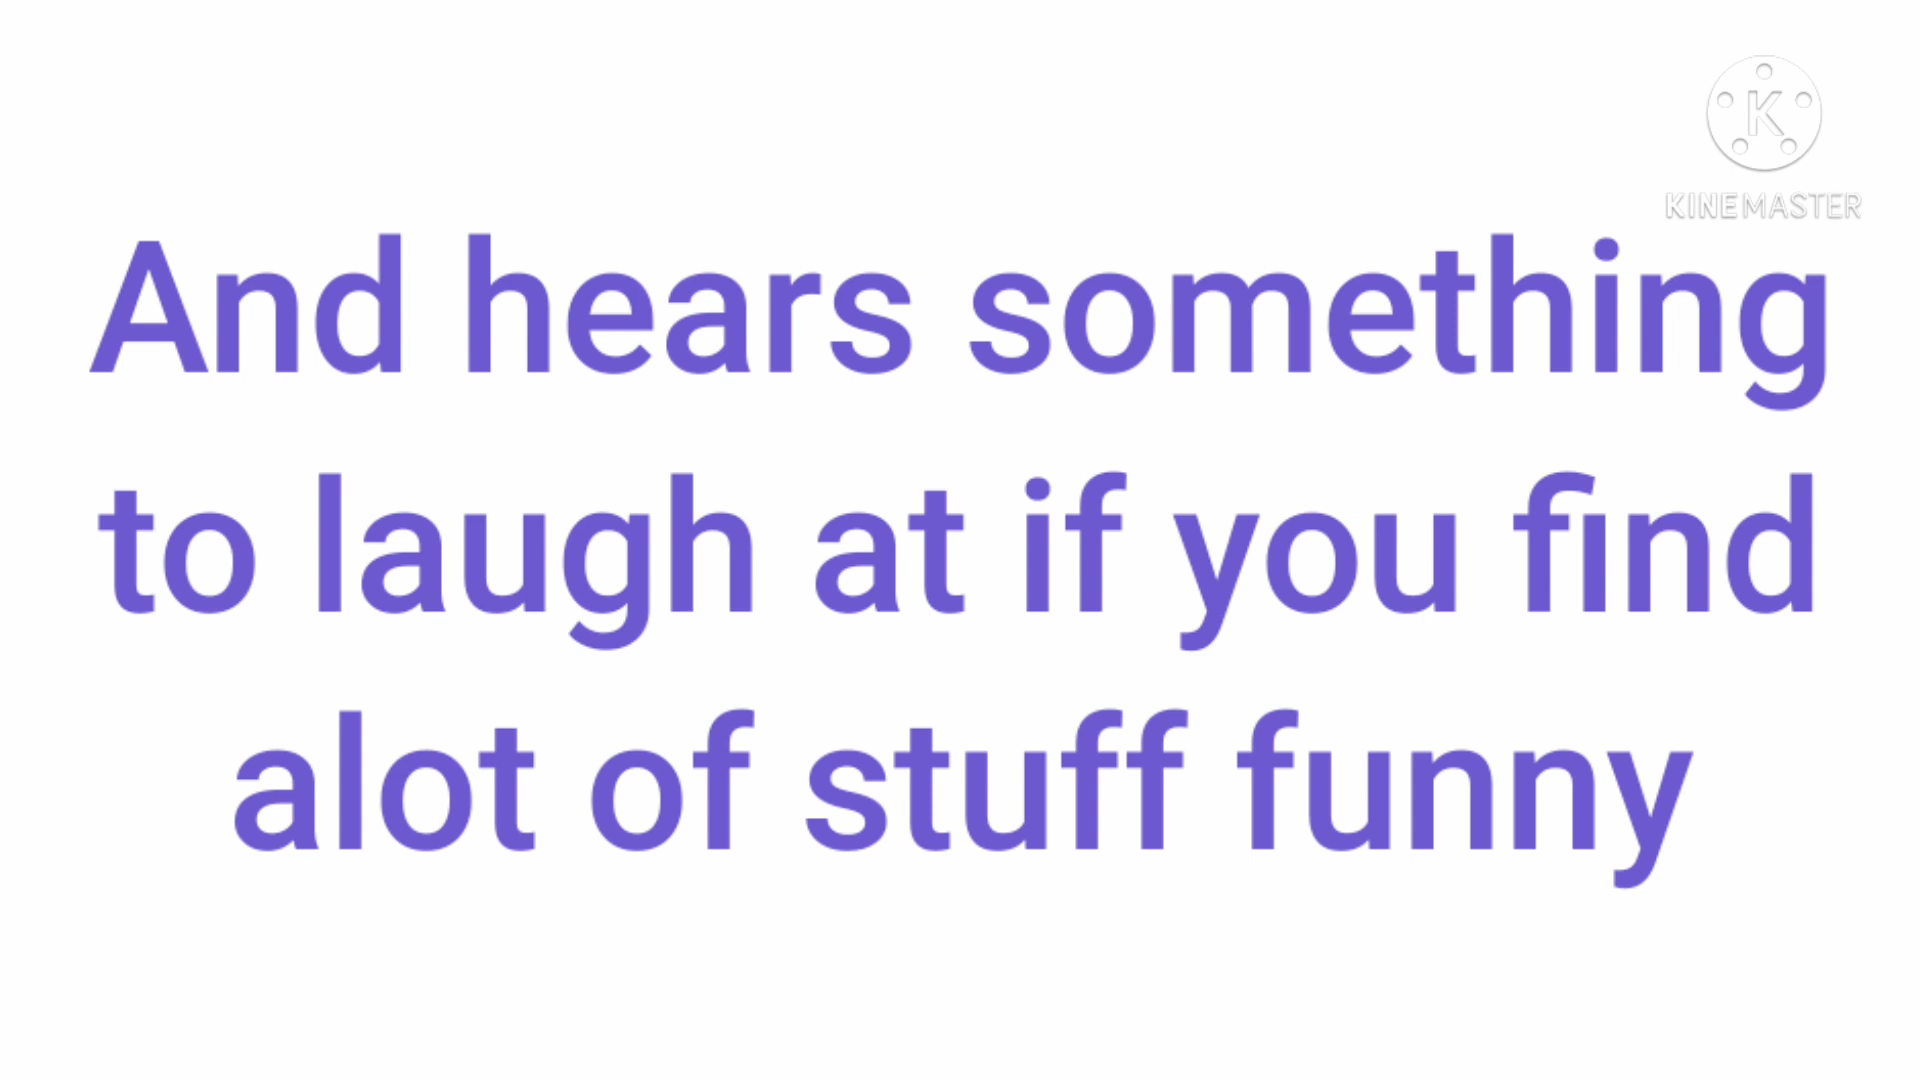 K
KINEMASTER
And hears something
to laugh at if you find
alot of stuff funny